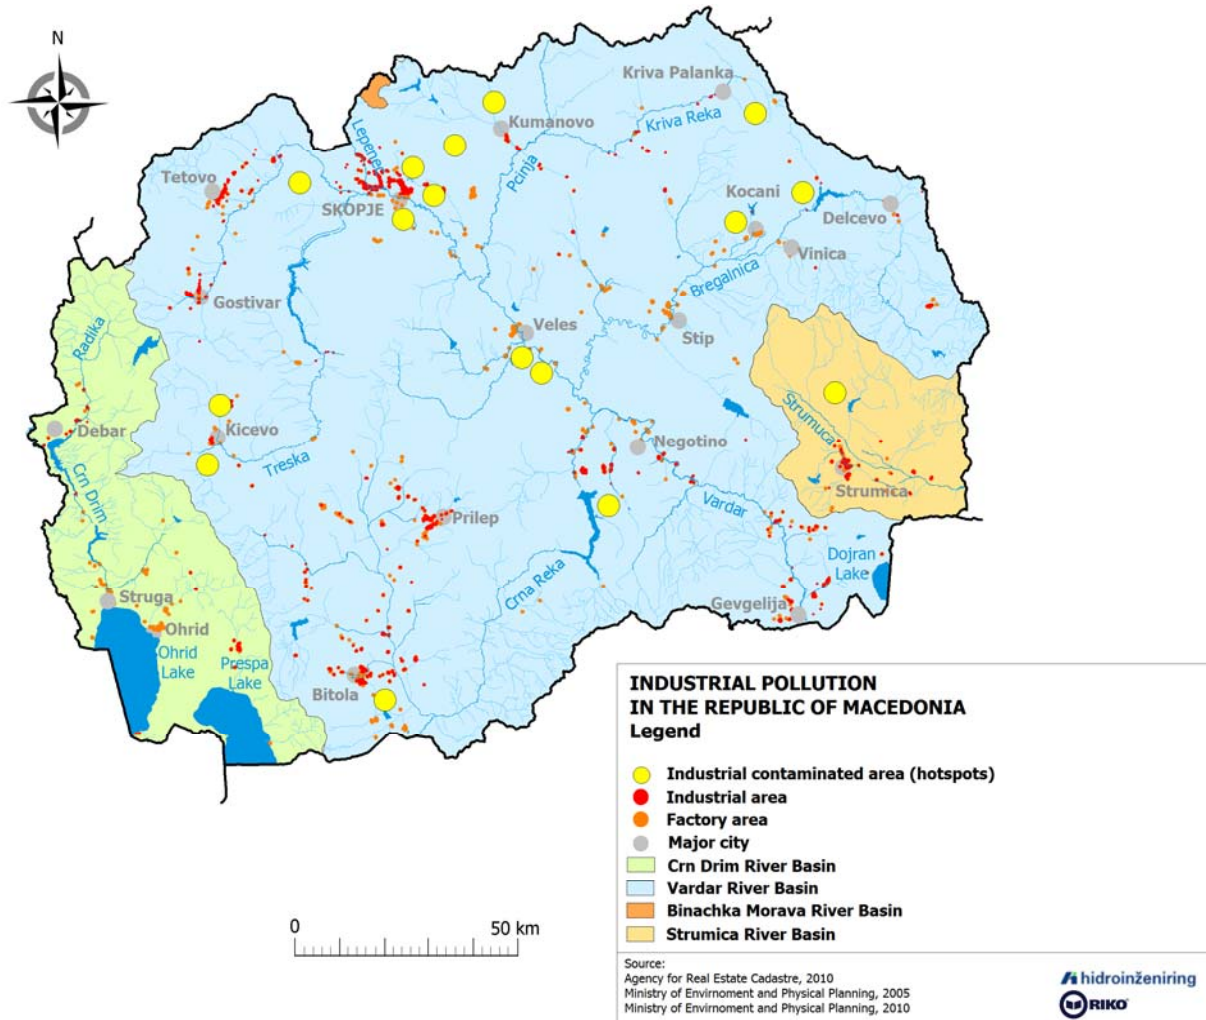 N
Kriva Palanka
Kumanovo
Kriva Reka
Lepenec
Pcinja
Tetovo
SKOPJE
Kocani
Delcevo
Vinica
Bregalnica
Gostivar
Radika
Veles
Stip
Strumuca
Debar
Kicevo
Treska
Negotino
Crn Drim
Strumica
Prilep
Vardar
Dojran
Lake
Crna Reka
Struga
Gevgelija
Ohrid
Ohrid
Lake
Prespa
Lake
Bitola
INDUSTRIAL POLLUTION
IN THE REPUBLIC OF MACEDONIA
Legend
Industrial contaminated area (hotspots)
Industrial area
Factory area
Major city
Crn Drim River Basin
Vardar River Basin
Binachka Morava River Basin
Strumica River Basin
0 50 km
Source:
Agency for Real Estate Cadastre, 2010
Ministry of Envirnoment and Physical Planning, 2005
Ministry of Envirnoment and Physical Planning, 2010
hidroinženiring
RIKO